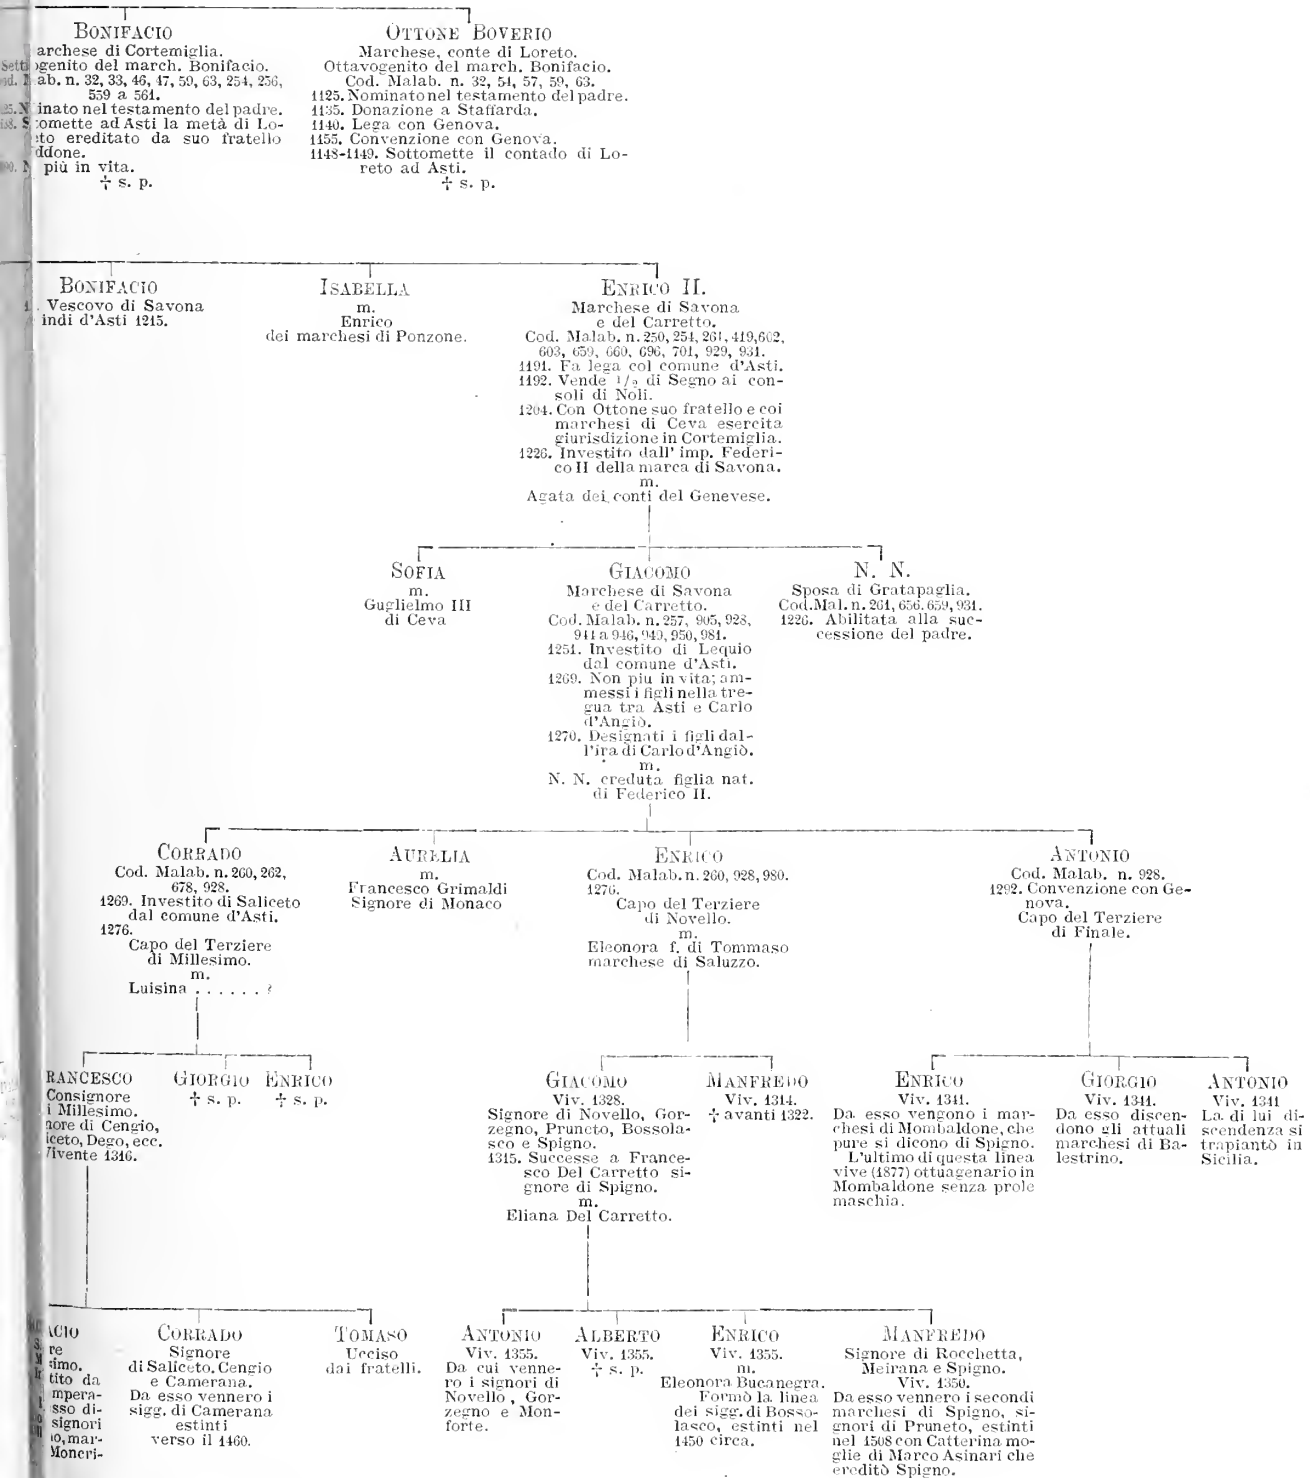 BONIFACIO
archese di Cortemiglia.
ogenito del march. Bonifacio.
ab. n. 32, 33, 46, 47, 59, 63, 254, 256,
559 a 561.
inato nel testamento del padre.
omette ad Asti la metà di Lo-
to ereditato da suo fratello
ddone.
più in vita.
† s. p.
OTTONE BOVERIO
Marchese, conte di Loreto.
Ottavogenito del march. Bonifacio.
Cod. Malab. n. 32, 54, 57, 59, 63.
1125. Nominato nel testamento del padre.
1135. Donazione a Staffarda.
1140. Lega con Genova.
1155. Convenzione con Genova.
1148-1149. Sottomette il contado di Lo-
reto ad Asti.
† s. p.
BONIFACIO
. Vescovo di Savona
indi d'Asti 1215.
ISABELLA
m.
Enrico
dei marchesi di Ponzone.
ENRICO II.
Marchese di Savona
e del Carretto.
Cod. Malab. n. 250, 254, 261, 419, 602,
603, 659, 660, 696, 701, 929, 931.
1191. Fa lega col comune d'Asti.
1192. Vende 1/2 di Segno ai con-
soli di Noli.
1204. Con Ottone suo fratello e coi
marchesi di Ceva esercita
giurisdizione in Cortemiglia.
1226. Investito dall' imp. Federi-
co II della marca di Savona.
m.
Agata dei conti del Genevese.
SOFIA
m.
Guglielmo III
di Ceva
GIACOMO
Marchese di Savona
e del Carretto.
Cod. Malab. n. 257, 905, 928,
941 a 946, 949, 950, 981.
1251. Investito di Lequio
dal comune d'Asti.
1269. Non piu in vita; am-
messi i figli nella tre-
gua tra Asti e Carlo
d'Angiò.
1270. Designati i figli dal-
l'ira di Carlo d'Angiò.
m.
N. N. creduta figlia nat.
di Federico II.
N. N.
Sposa di Gratapaglia.
Cod. Mal. n. 261, 656. 659, 931.
1226. Abilitata alla suc-
cessione del padre.
CORRADO
Cod. Malab. n. 260, 262,
678, 928.
1269. Investito di Saliceto
dal comune d'Asti.
1276.
Capo del Terziere
di Millesimo.
m.
Luisina . . . . . . ?
AURELIA
m.
Francesco Grimaldi
Signore di Monaco
ENRICO
Cod. Malab. n. 260, 928, 980.
1276.
Capo del Terziere
di Novello.
m.
Eleonora f. di Tommaso
marchese di Saluzzo.
ANTONIO
Cod. Malab. n. 928.
1292. Convenzione con Ge-
nova.
Capo del Terziere
di Finale.
RANCESCO
Consignore
i Millesimo.
nore di Cengio,
iceto, Dego, ecc.
Vivente 1316.
GIORGIO
† s. p.
ENRICO
† s. p.
GIACOMO
Viv. 1328.
Signore di Novello, Gor-
zegno, Pruneto, Bossola-
sco e Spigno.
1315. Successe a France-
sco Del Carretto si-
gnore di Spigno.
m.
Eliana Del Carretto.
MANFREDO
Viv. 1314.
† avanti 1322.
ENRICO
Viv. 1341.
Da esso vengono i mar-
chesi di Mombaldone, che
pure si dicono di Spigno.
L'ultimo di questa linea
vive (1877) ottuagenario in
Mombaldone senza prole
maschia.
GIORGIO
Viv. 1341.
Da esso discen-
dono gli attuali
marchesi di Ba-
lestrino.
ANTONIO
Viv. 1341
La di lui di-
scendenza si
trapiantò in
Sicilia.
ACIO
re
simo.
tito da
mpera-
sso di-
signori
io, mar-
Moncri-
CORRADO
Signore
di Saliceto. Cengio
e Camerana.
Da esso vennero i
sigg. di Camerana
estinti
verso il 1460.
TOMASO
Ucciso
dai fratelli.
ANTONIO
Viv. 1355.
Da cui venne-
ro i signori di
Novello, Gor-
zegno e Mon-
forte.
ALBERTO
Viv. 1355.
† s. p.
ENRICO
Viv. 1355.
m.
Eleonora Bucanegra.
Formò la linea
dei sigg. di Bosso-
lasco, estinti nel
1450 circa.
MANFREDO
Signore di Rocchetta,
Meirana e Spigno.
Viv. 1350.
Da esso vennero i secondi
marchesi di Spigno, si-
gnori di Pruneto, estinti
nel 1508 con Catterina mo-
glie di Marco Asinari che
ereditò Spigno.